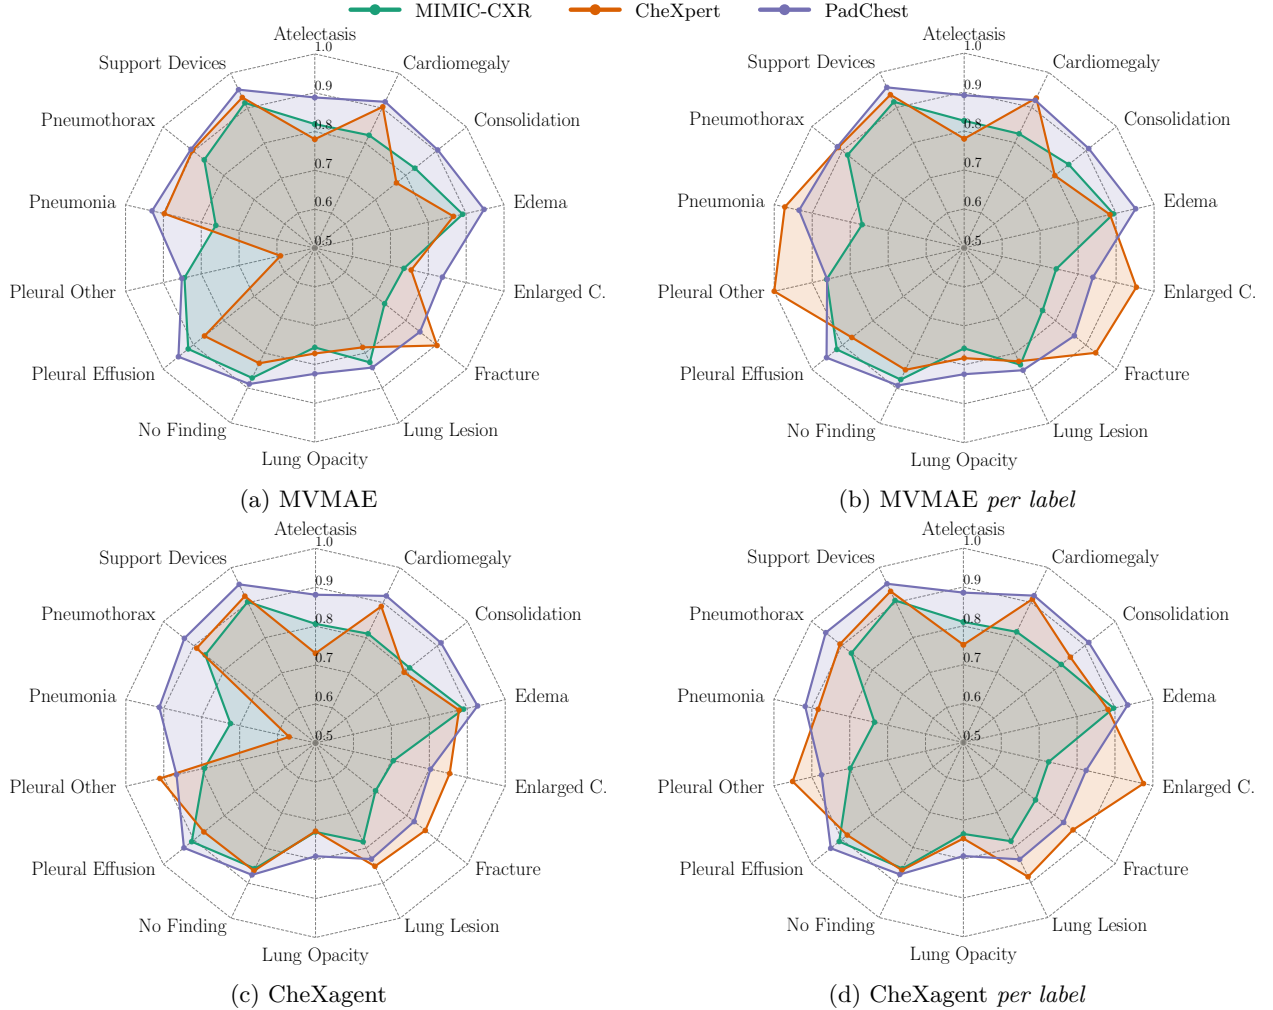 MIMIC-CXR CheXpert PadChest
Atelectasis
Cardiomegaly
Consolidation
Edema
Enlarged C.
Fracture
Lung Lesion
Lung Opacity
No Finding
Pleural Effusion
Pleural Other
Pneumonia
Pneumothorax
Support Devices
1.0
0.9
0.8
0.7
0.6
0.5
(a) MVMAE
Atelectasis
Cardiomegaly
Consolidation
Edema
Enlarged C.
Fracture
Lung Lesion
Lung Opacity
No Finding
Pleural Effusion
Pleural Other
Pneumonia
Pneumothorax
Support Devices
1.0
0.9
0.8
0.7
0.6
0.5
(b) MVMAE per label
Atelectasis
Cardiomegaly
Consolidation
Edema
Enlarged C.
Fracture
Lung Lesion
Lung Opacity
No Finding
Pleural Effusion
Pleural Other
Pneumonia
Pneumothorax
Support Devices
1.0
0.9
0.8
0.7
0.6
0.5
(c) CheXagent
Atelectasis
Cardiomegaly
Consolidation
Edema
Enlarged C.
Fracture
Lung Lesion
Lung Opacity
No Finding
Pleural Effusion
Pleural Other
Pneumonia
Pneumothorax
Support Devices
1.0
0.9
0.8
0.7
0.6
0.5
(d) CheXagent per label